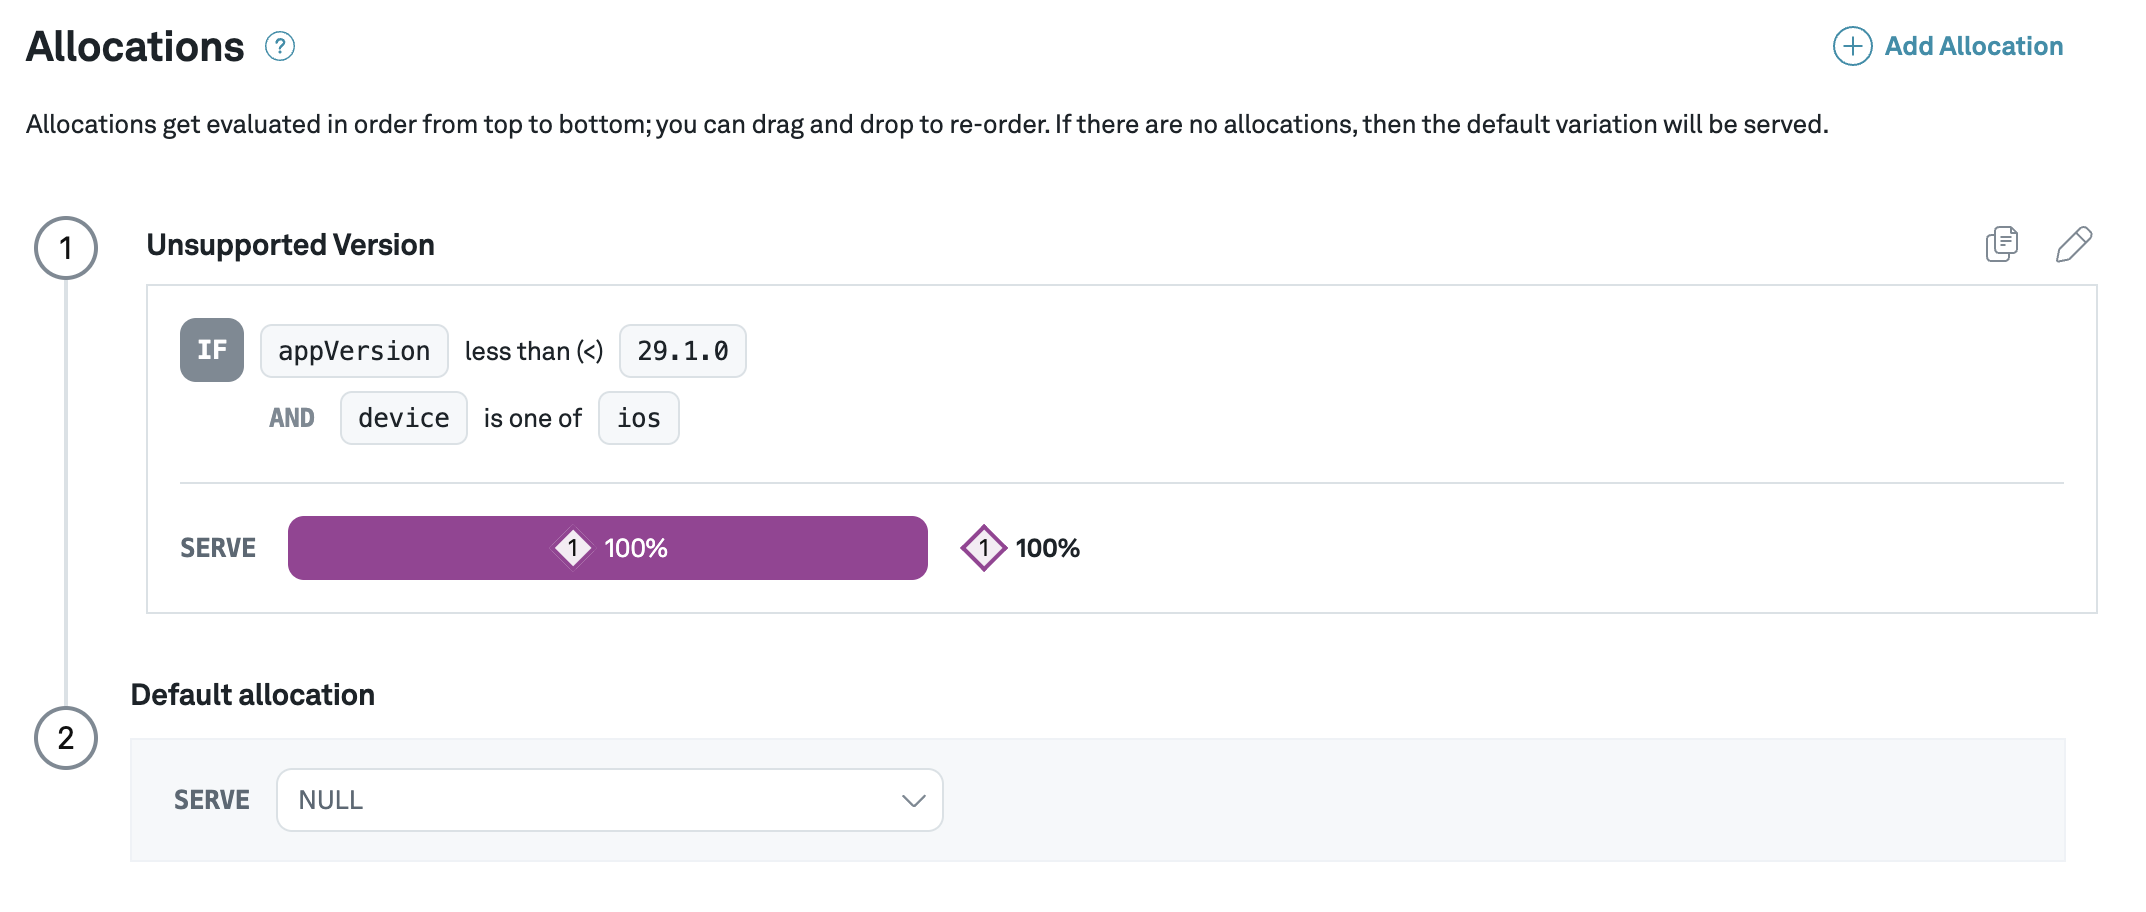 Allocations ?
Add Allocation
Allocations get evaluated in order from top to bottom; you can drag and drop to re-order. If there are no allocations, then the default variation will be served.
1 Unsupported Version
IF appVersion less than (<) 29.1.0
AND device is one of ios
SERVE 1 100% 1 100%
Default allocation
2
SERVE NULL